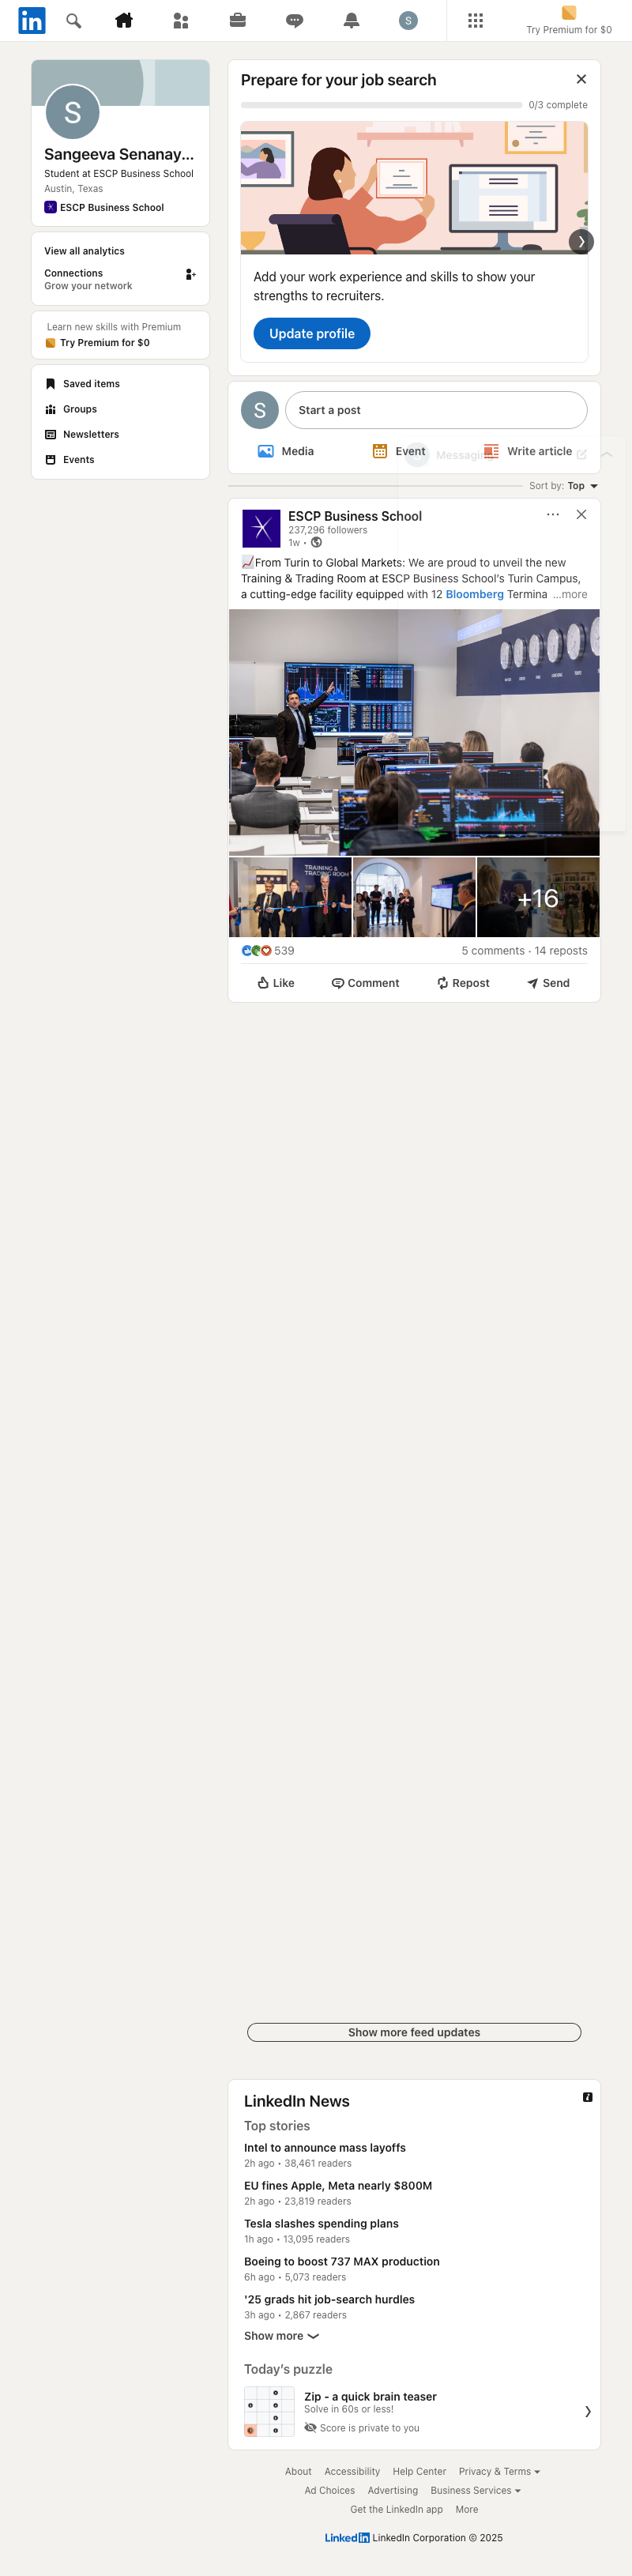 in
S
Try Premium for $0
S
Sangeeva Senanay...
Student at ESCP Business School
Austin, Texas
ESCP Business School
View all analytics
Connections
Grow your network
Learn new skills with Premium
Try Premium for $0
Saved items
Groups
Newsletters
Events
Prepare for your job search
0/3 complete
Add your work experience and skills to show your
strengths to recruiters.
Update profile
S
Start a post
Media
Event
Write article
Messaging
Sort by: Top
ESCP Business School
237,296 followers
1w •
From Turin to Global Markets: We are proud to unveil the new
Training & Trading Room at ESCP Business School's Turin Campus,
a cutting-edge facility equipped with 12 Bloomberg Termina ...more
TRAINING &
TRADING ROOM
+16
539
5 comments · 14 reposts
Like
Comment
Repost
Send
Show more feed updates
LinkedIn News
Top stories
Intel to announce mass layoffs
2h ago • 38,461 readers
EU fines Apple, Meta nearly $800M
2h ago • 23,819 readers
Tesla slashes spending plans
1h ago • 13,095 readers
Boeing to boost 737 MAX production
6h ago • 5,073 readers
'25 grads hit job-search hurdles
3h ago • 2,867 readers
Show more
Today's puzzle
Zip - a quick brain teaser
Solve in 60s or less!
Score is private to you
About Accessibility Help Center Privacy & Terms
Ad Choices Advertising Business Services
Get the LinkedIn app More
LinkedIn LinkedIn Corporation © 2025